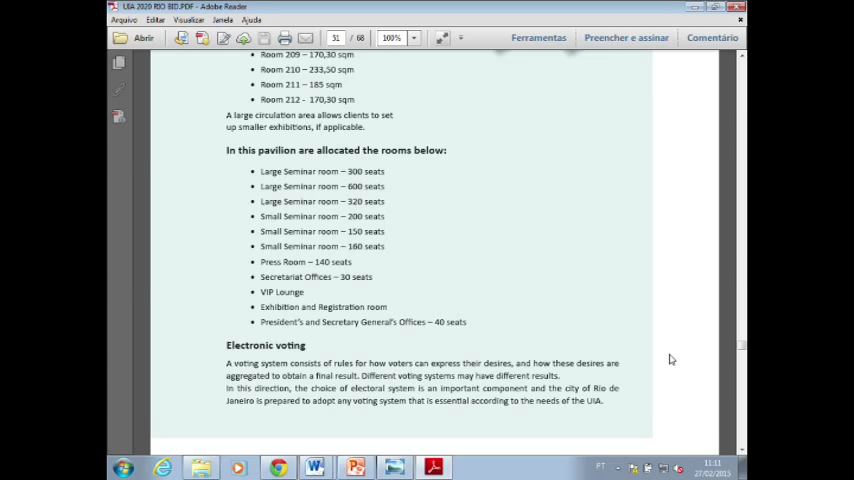 UIA 2020 RIO BID.PDF - Adobe Reader
Arquivo Editar Visualizar Janela Ajuda
Abrir 51 / 68 100% Ferramentas Preencher e assinar Comentário
• Room 209 – 170,30 sqm
• Room 210 – 233,50 sqm
• Room 211 – 185 sqm
• Room 212 - 170,30 sqm
A large circulation area allows clients to set
up smaller exhibitions, if applicable.
In this pavilion are allocated the rooms below:
• Large Seminar room – 300 seats
• Large Seminar room – 600 seats
• Large Seminar room – 320 seats
• Small Seminar room – 200 seats
• Small Seminar room – 150 seats
• Small Seminar room – 160 seats
• Press Room – 140 seats
• Secretariat Offices – 30 seats
• VIP Lounge
• Exhibition and Registration room
• President's and Secretary General's Offices – 40 seats
Electronic voting
A voting system consists of rules for how voters can express their desires, and how these desires are
aggregated to obtain a final result. Different voting systems may have different results.
In this direction, the choice of electoral system is an important component and the city of Rio de
Janeiro is prepared to adopt any voting system that is essential according to the needs of the UIA.
PT 11:11
27/02/2015